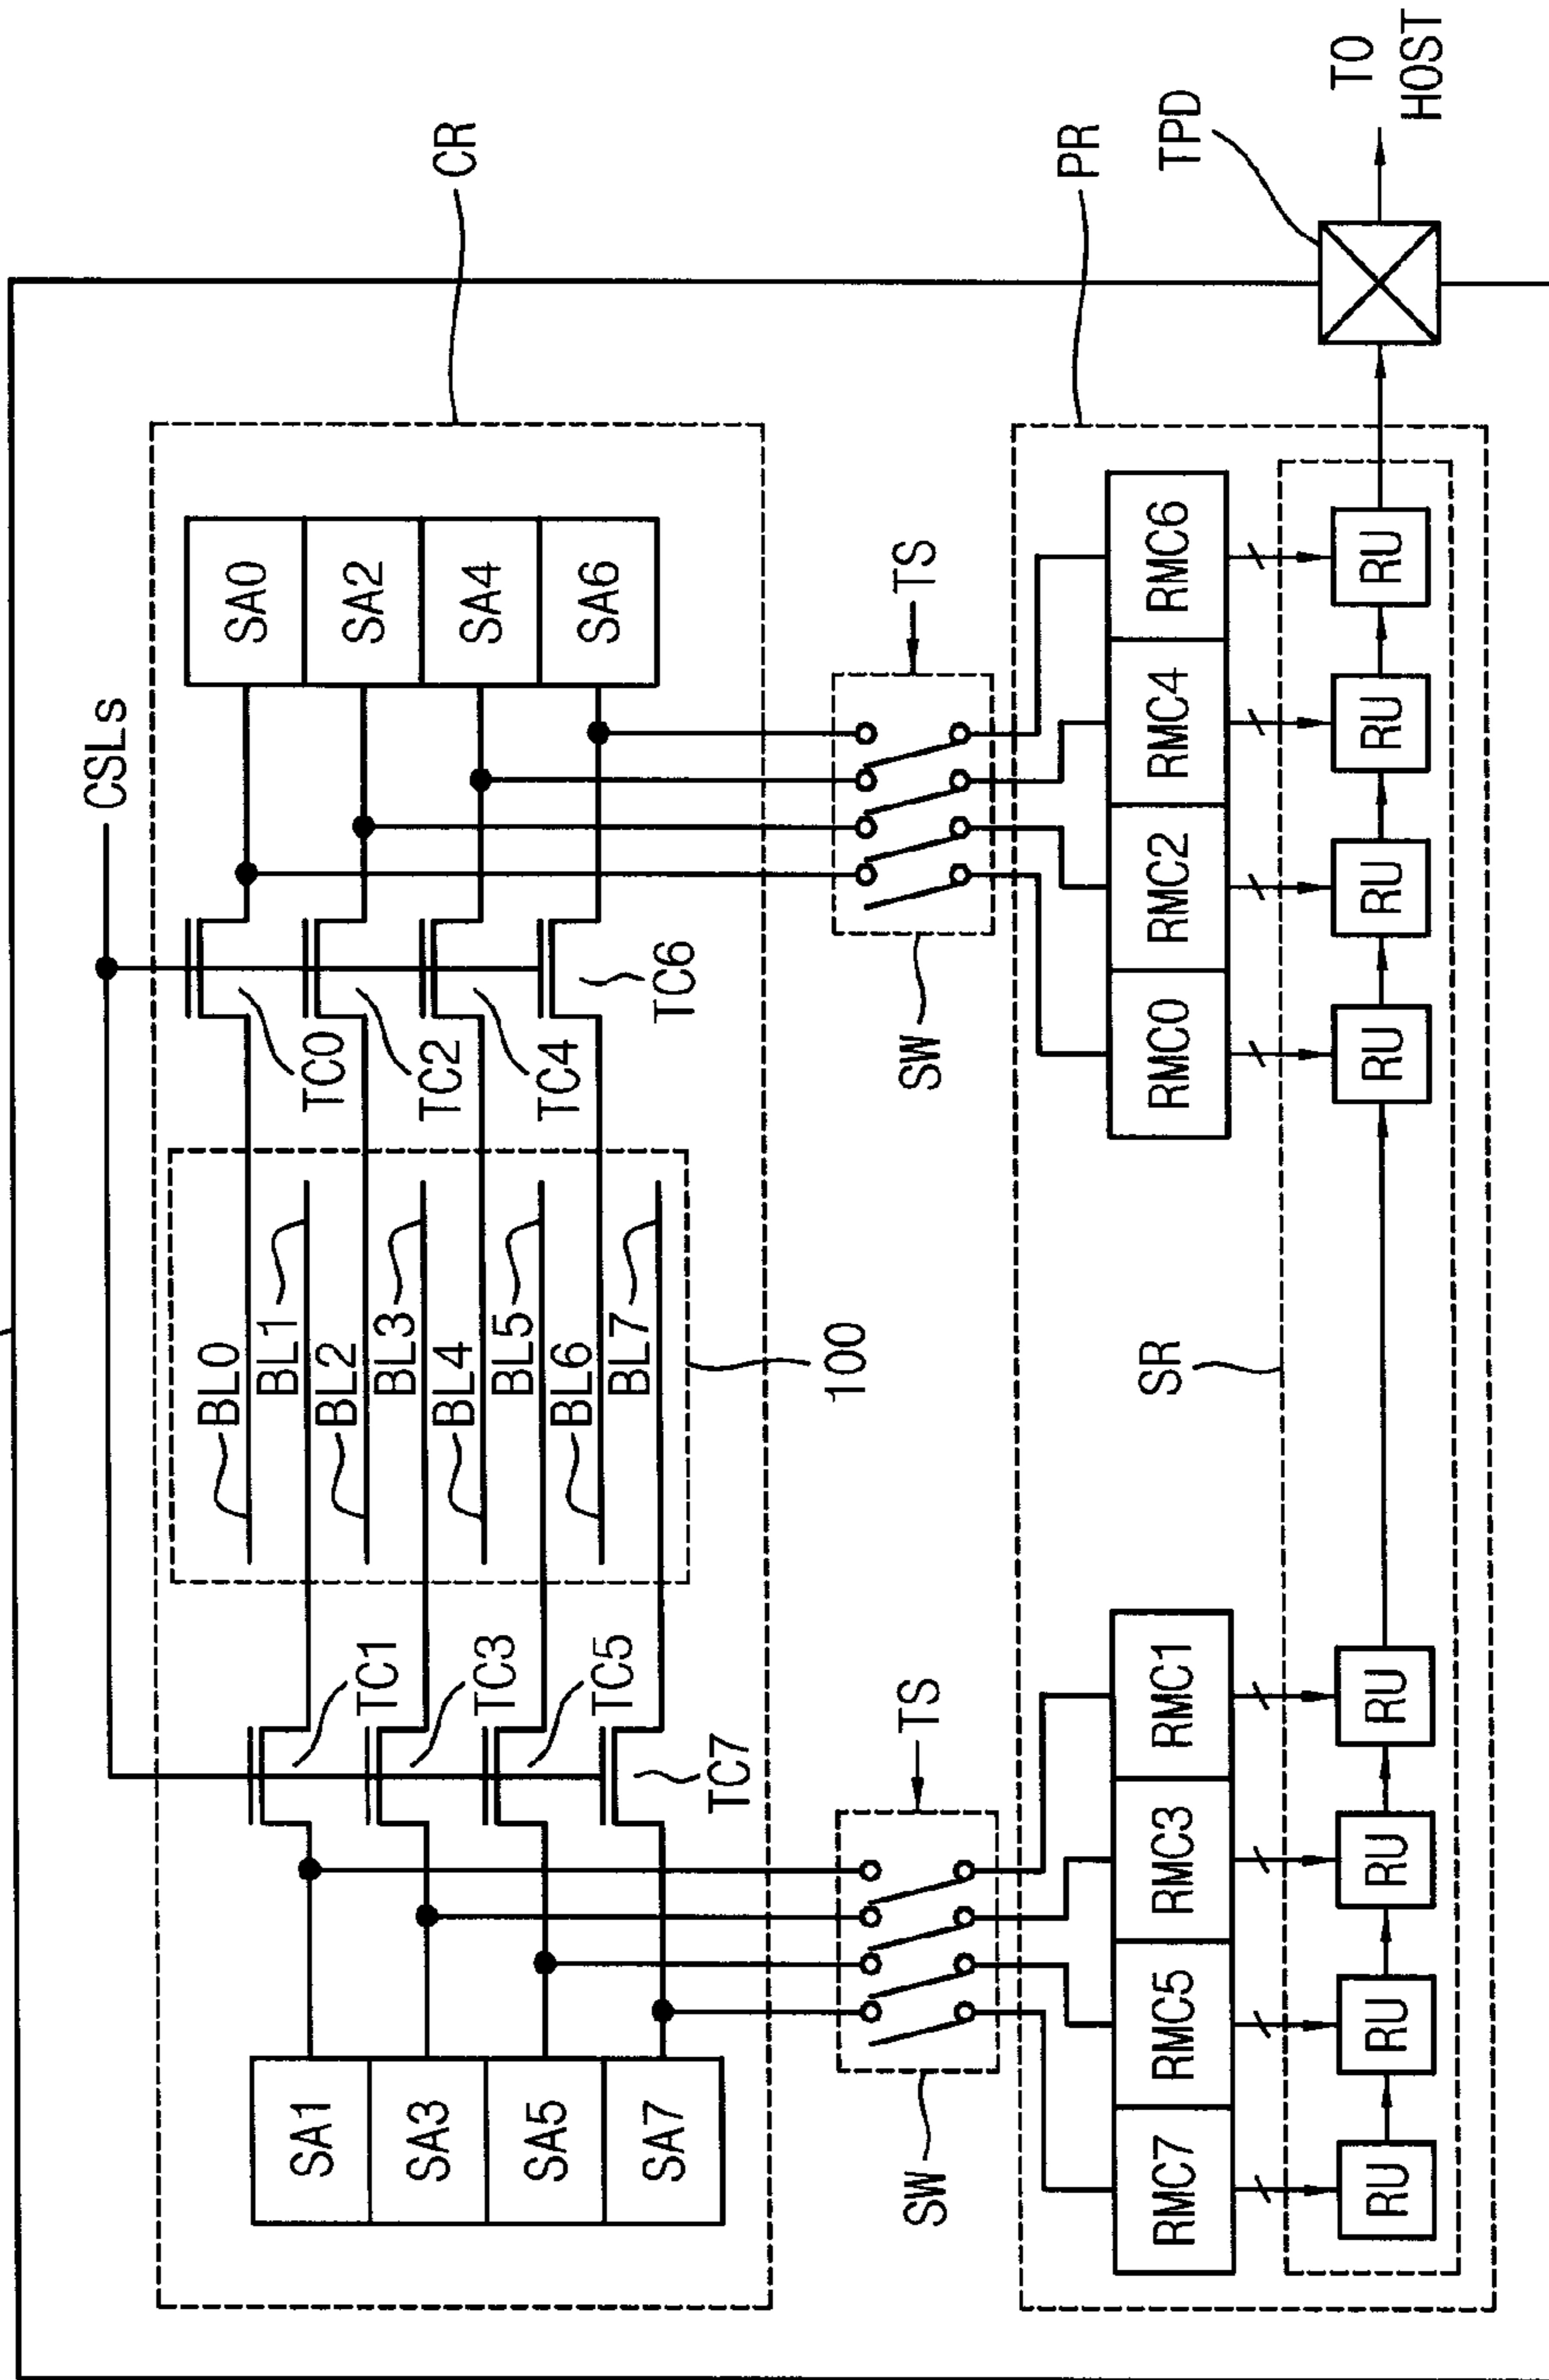 CSLs
CR
SA1
SA3
SA5
SA7
TC1
TC3
TC5
TC7
BL0
BL1
BL2
BL3
BL4
BL5
BL6
BL7
100
TC0
TC2
TC4
TC6
SA0
SA2
SA4
SA6
SW
TS
SW
TS
PR
RMC7
RMC5
RMC3
RMC1
SR
RMC0
RMC2
RMC4
RMC6
TPD
RU
RU
RU
RU
RU
RU
RU
RU
TO
HOST